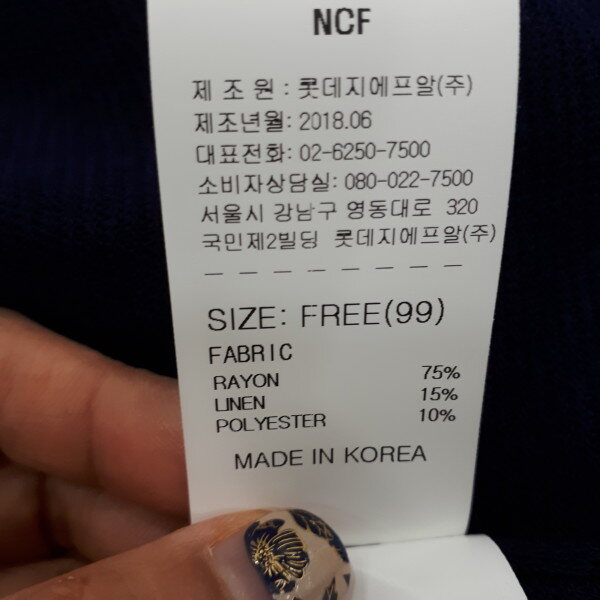 NCF
제 조 원 : 롯데지에프알(주)
제조년월: 2018.06
대표전화: 02-6250-7500
소비자상담실: 080-022-7500
서울시 강남구 영동대로 320
국민제2빌딩 롯데지에프알(주)
SIZE: FREE(99)
FABRIC
RAYON 75%
LINEN 15%
POLYESTER 10%
MADE IN KOREA